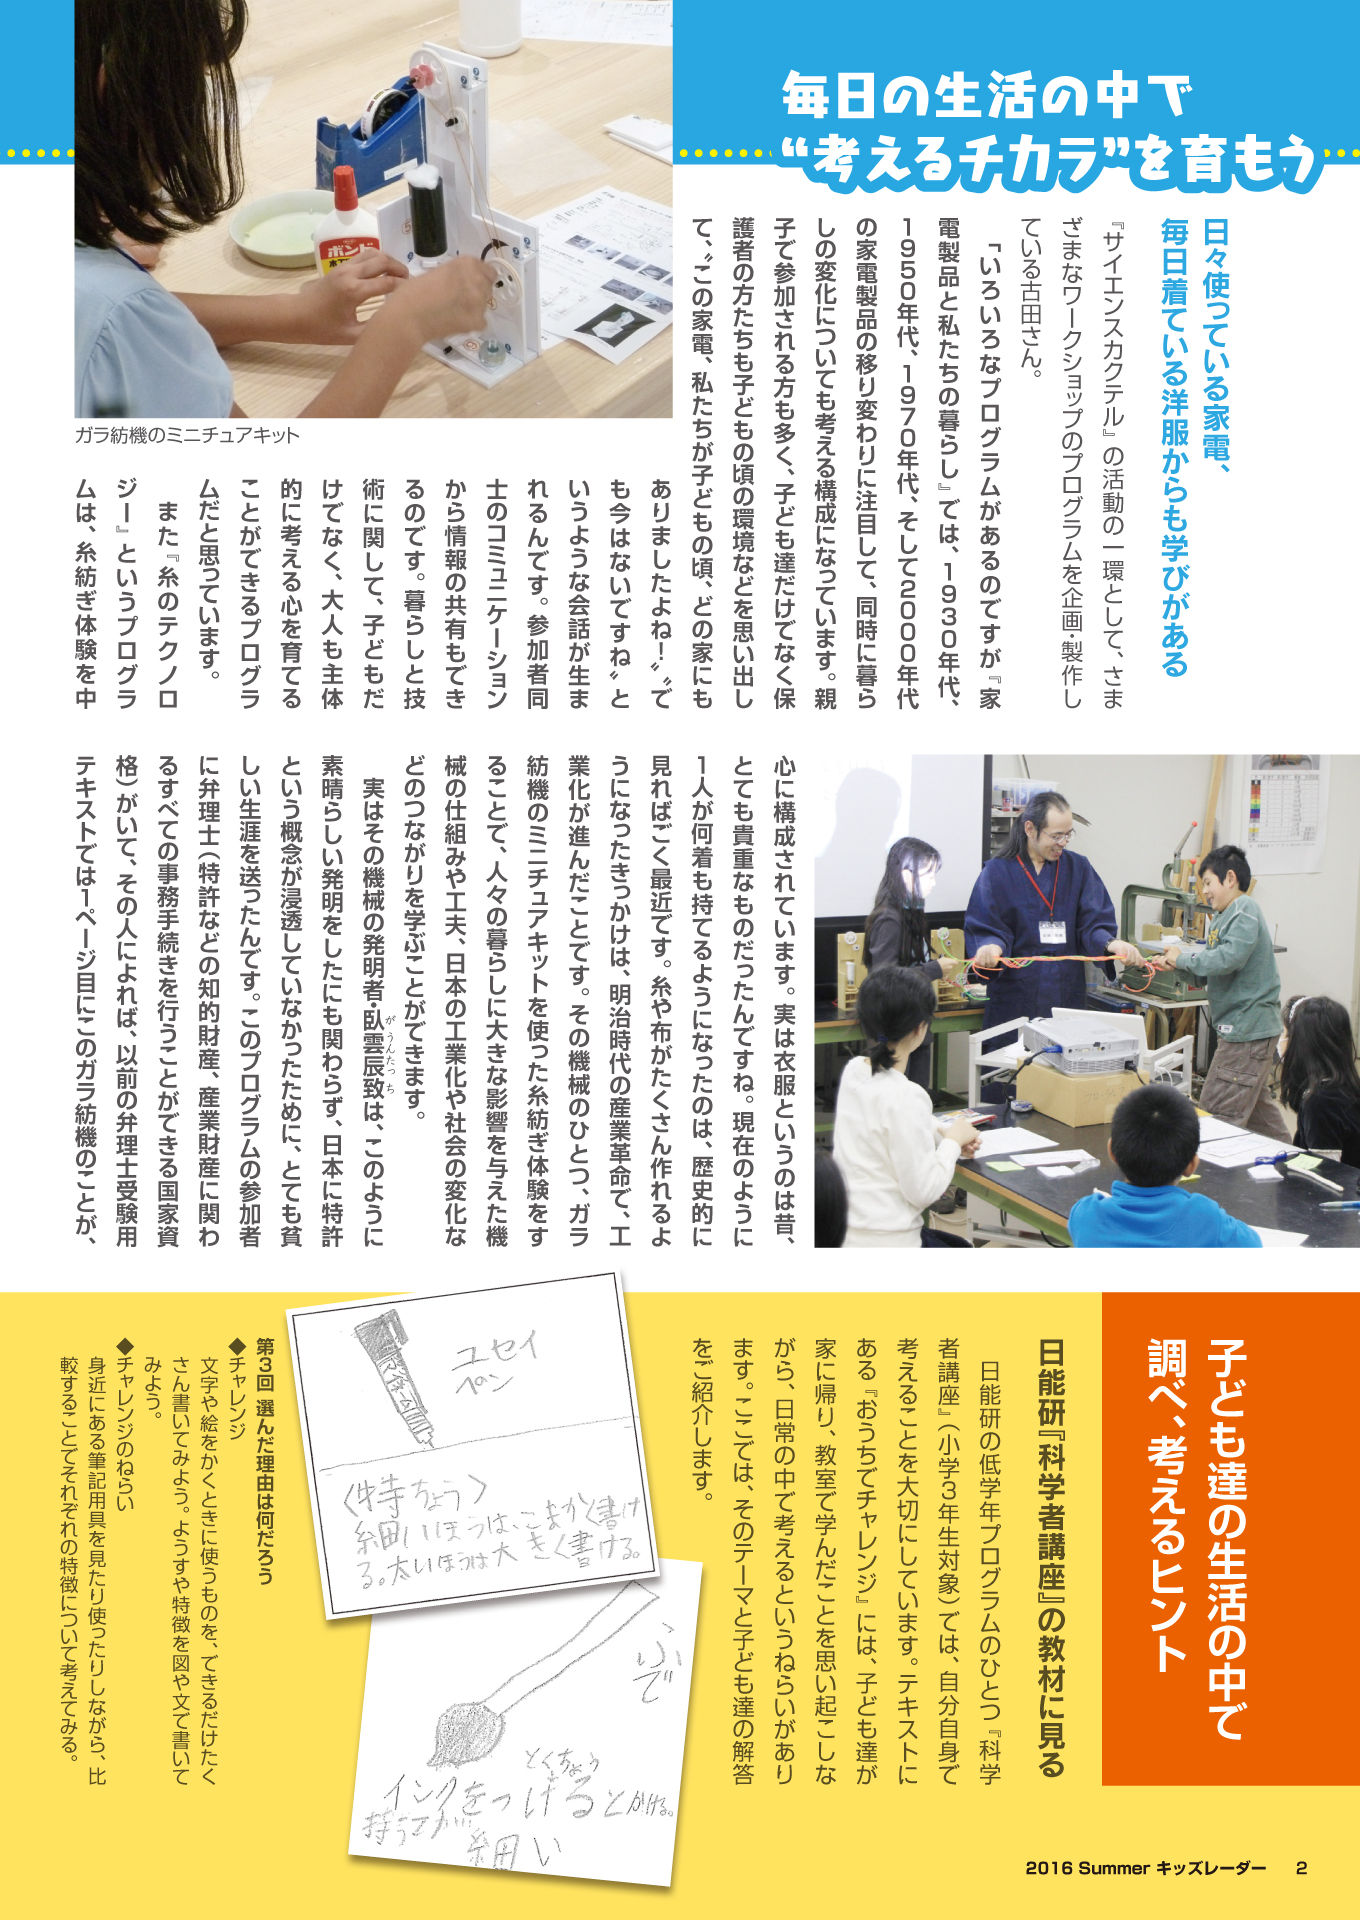 毎日の生活の中で
“考えるチカラ”を育もう
日々使っている家電、
毎日着ている洋服からも学びがある
『サイエンスカクテル』の活動の一環として、さま
ざまなワークショップのプログラムを企画・製作し
ている古田さん。
「いろいろなプログラムがあるのですが『家
電製品と私たちの暮らし』では、1930年代、
1950年代、1970年代、そして2000年代
の家電製品の移り変わりに注目して、同時に暮ら
しの変化についても考える構成になっています。親
子で参加される方も多く、子ども達だけでなく保
護者の方たちも子どもの頃の環境などを思い出し
て、〝この家電、私たちが子どもの頃、どの家にも
ガラ紡機のミニチュアキット
ありましたよね！〟〝で
も今はないですね〟と
いうような会話が生ま
れるんです。参加者同
士のコミュニケーション
から情報の共有もでき
るのです。暮らしと技
術に関して、子どもだ
けでなく、大人も主体
的に考える心を育てる
ことができるプログラ
ムだと思っています。
また『糸のテクノロ
ジー』というプログラ
ムは、糸紡ぎ体験を中
心に構成されています。実は衣服というのは昔、
とても貴重なものだったんですね。現在のように
1人が何着も持てるようになったのは、歴史的に
見ればごく最近です。糸や布がたくさん作れるよ
うになったきっかけは、明治時代の産業革命で、工
業化が進んだことです。その機械のひとつ、ガラ
紡機のミニチュアキットを使った糸紡ぎ体験をす
ることで、人々の暮らしに大きな影響を与えた機
械の仕組みや工夫、日本の工業化や社会の変化な
どのつながりを学ぶことができます。
実はその機械の発明者・臥雲辰致は、このように
がうんたっち
素晴らしい発明をしたにも関わらず、日本に特許
という概念が浸透していなかったために、とても貧
しい生涯を送ったんです。このプログラムの参加者
に弁理士（特許などの知的財産、産業財産に関わ
るすべての事務手続きを行うことができる国家資
格）がいて、その人によれば、以前の弁理士受験用
テキストでは1ページ目にこのガラ紡機のことが、
子ども達の生活の中で
調べ、考えるヒント
日能研『科学者講座』の教材に見る
日能研の低学年プログラムのひとつ『科学
者講座』（小学3年生対象）では、自分自身で
考えることを大切にしています。テキストに
ある『おうちでチャレンジ』には、子ども達が
家に帰り、教室で学んだことを思い起こしな
がら、日常の中で考えるというねらいがあり
ます。ここでは、そのテーマと子ども達の解答
をご紹介します。
ユセイ
ペン
〈特ちょう〉
細いほうは、こまかく書け
る。太いほうは大きく書ける。
ふで
とくちょう
インクをつけるとかける。
持つ
細い
第3回 選んだ理由は何だろう
◆チャレンジ
文字や絵をかくときに使うものを、できるだけたく
さん書いてみよう。ようすや特徴を図や文で書いて
みよう。
◆チャレンジのねらい
身近にある筆記用具を見たり使ったりしながら、比
較することでそれぞれの特徴について考えてみる。
2016 Summer キッズレーダー 2
ボンド